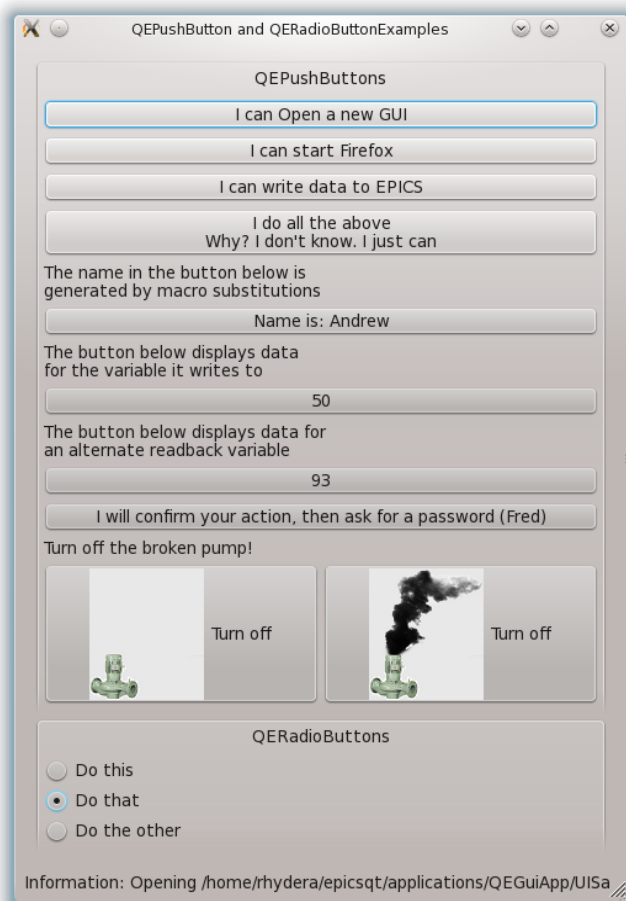 QEPushButton and QERadioButtonExamples
QEPushButtons
I can Open a new GUI
I can start Firefox
I can write data to EPICS
I do all the above
Why? I don't know. I just can
The name in the button below is
generated by macro substitutions
Name is: Andrew
The button below displays data
for the variable it writes to
50
The button below displays data for
an alternate readback variable
93
I will confirm your action, then ask for a password (Fred)
Turn off the broken pump!
Turn off
Turn off
QERadioButtons
Do this
Do that
Do the other
Information: Opening /home/rhydera/epicsqt/applications/QEGuiApp/UISa